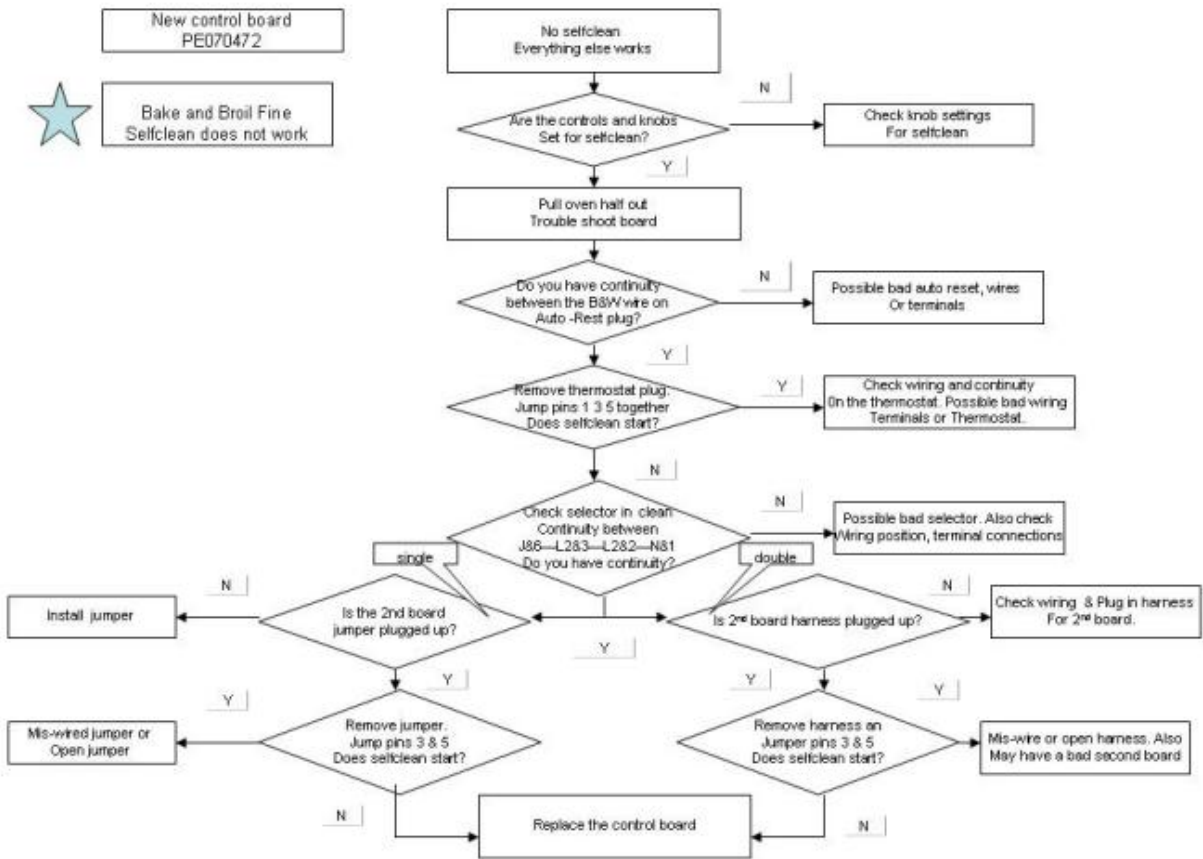 New control board
PE070472
No selfclean
Everything else works
Bake and Broil Fine
Selfclean does not work
N
Are the controls and knobs
Set for selfclean?
Check knob settings
For selfclean
Y
Pull oven half out
Trouble shoot board
Do you have continuity
between the B&W wire on
Auto -Rest plug?
N
Possible bad auto reset, wires
Or terminals
Y
Remove thermostat plug.
Jump pins 1 3 5 together
Does selfclean start?
Y
Check wiring and continuity
On the thermostat. Possible bad wiring
Terminals or Thermostat.
N
Check selector in clean
Continuity between
J&6—L2&3—L2&2—N&1
Do you have continuity?
N
Possible bad selector. Also check
Wiring position, terminal connections
single
double
N
Install jumper
Is the 2nd board
jumper plugged up?
Y
Is 2nd board harness plugged up?
N
Check wiring & Plug in harness
For 2nd board.
Y
Y
Y
Mis-wired jumper or
Open jumper
Remove jumper.
Jump pins 3 & 5
Does selfclean start?
Remove harness an
Jumper pins 3 & 5
Does selfclean start?
Y
Mis-wire or open harness. Also
May have a bad second board
N
Replace the control board
N